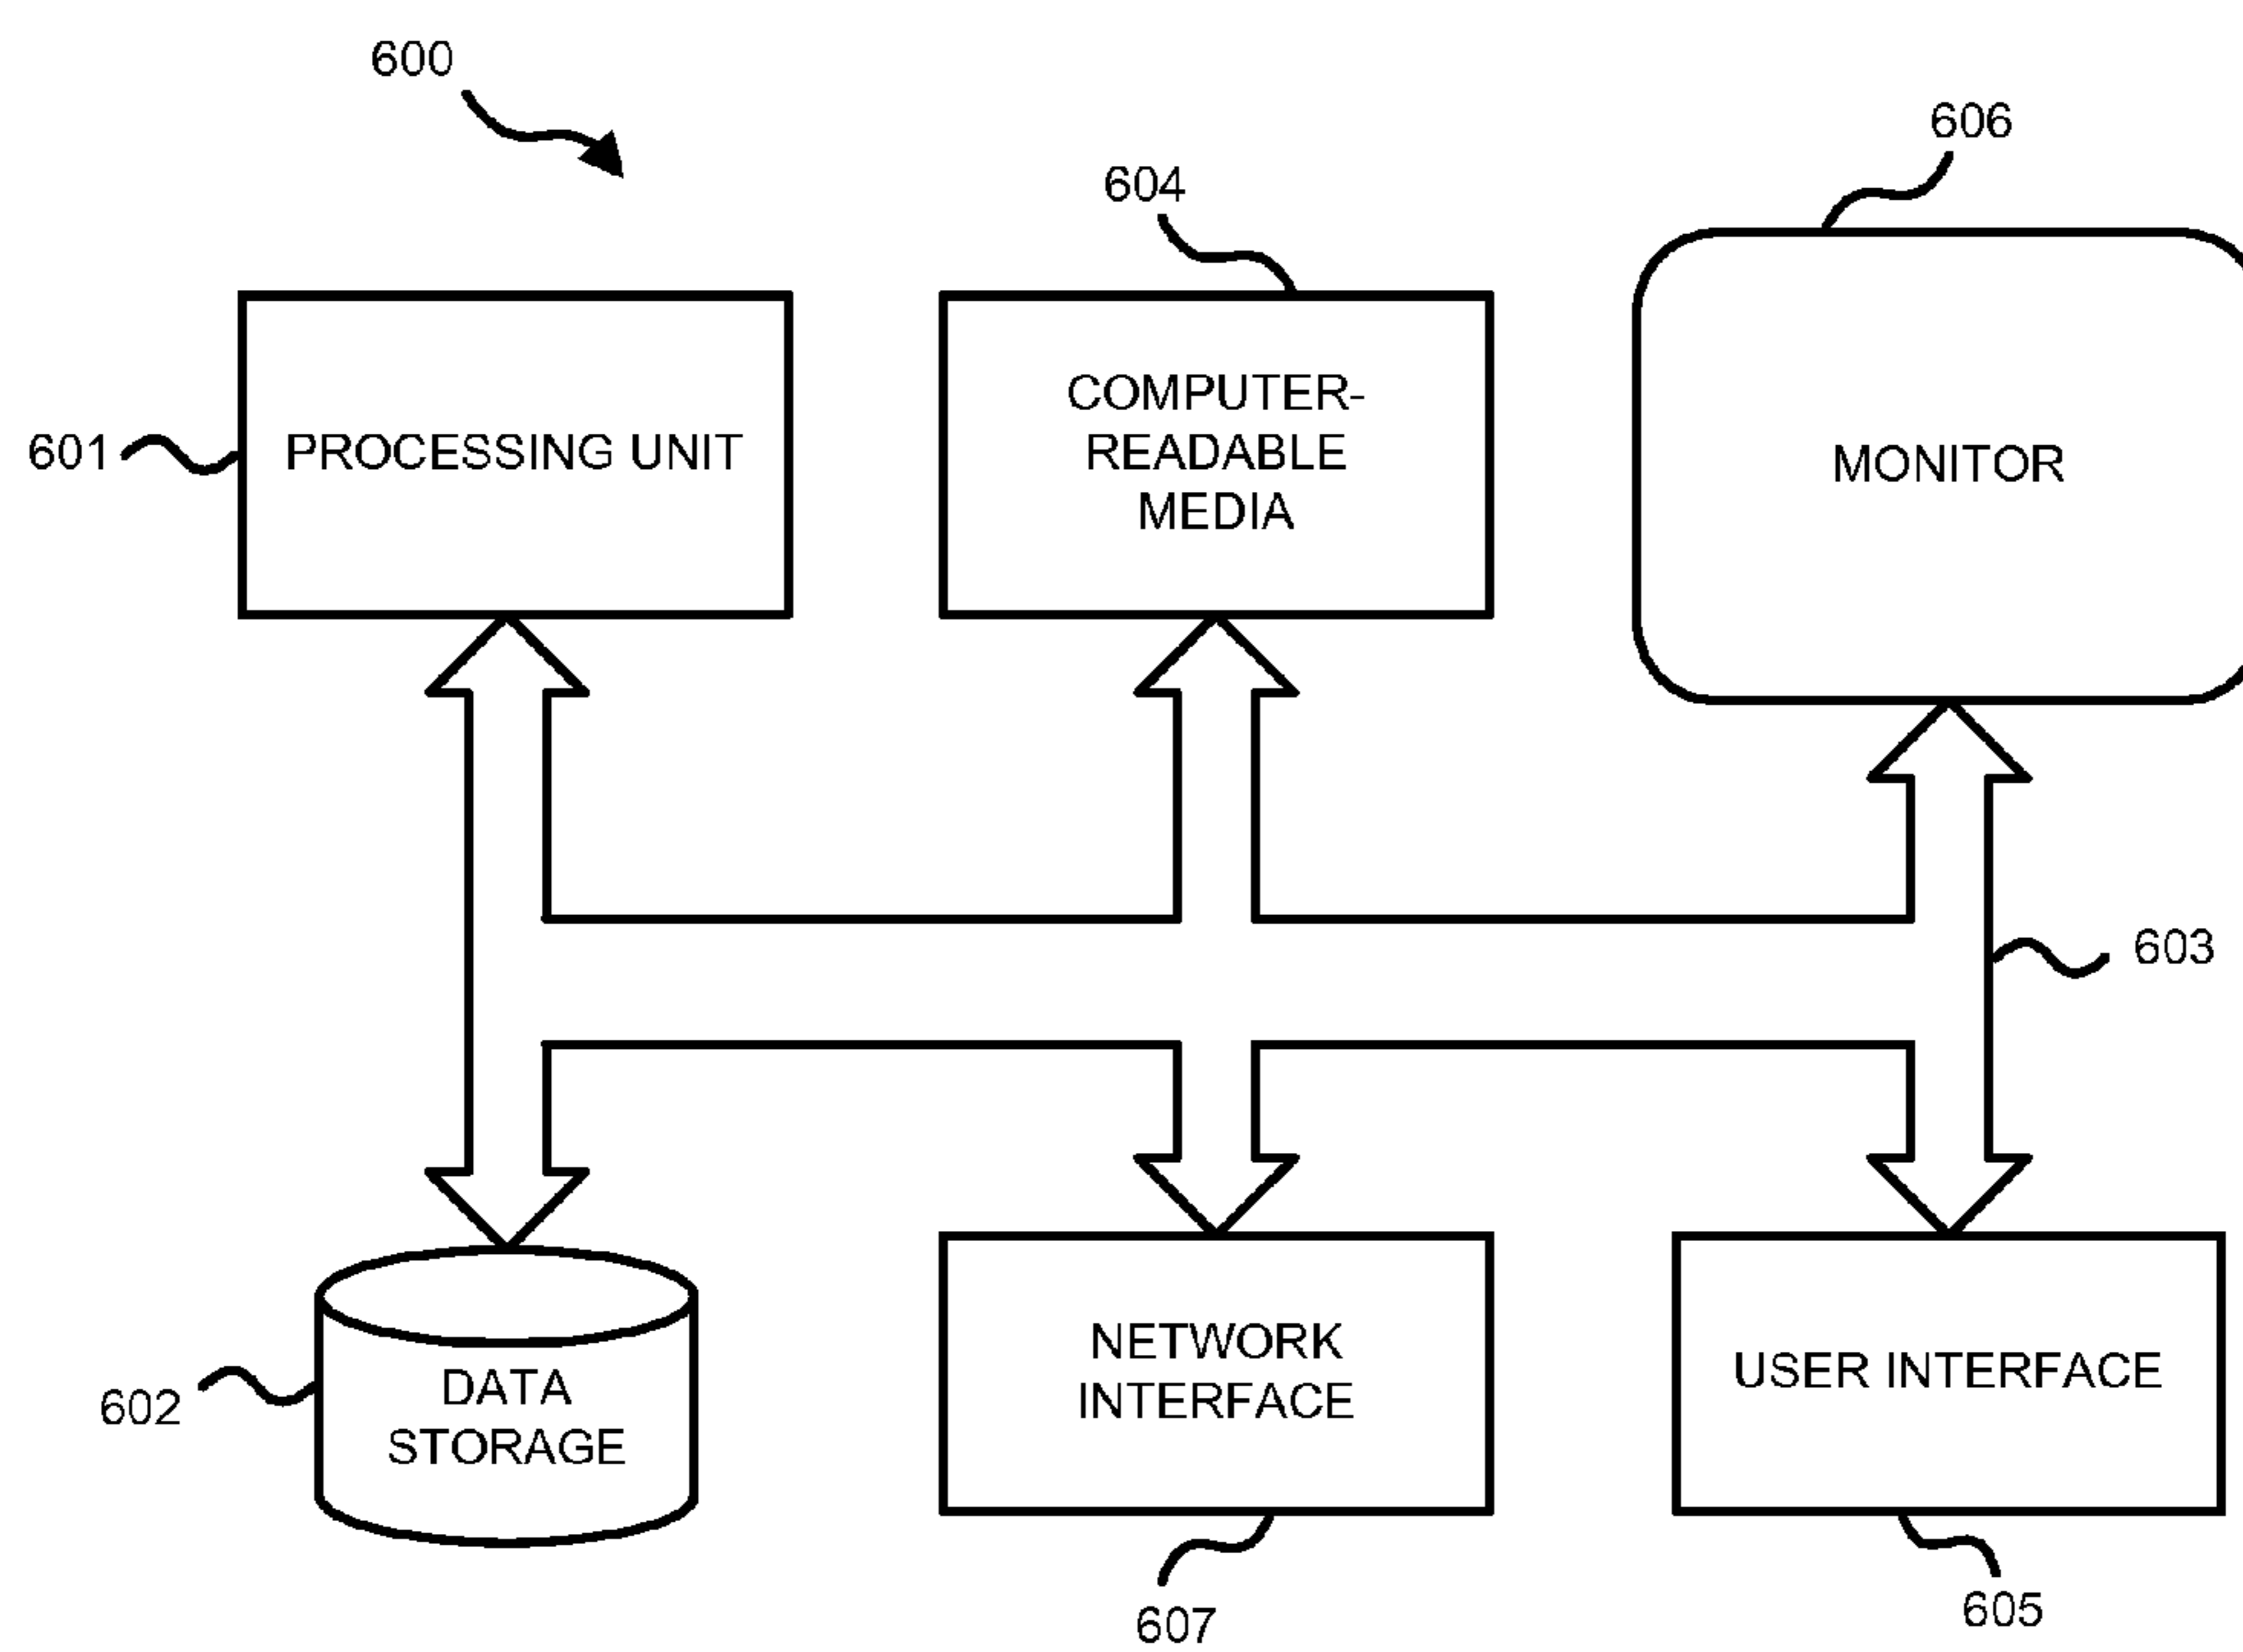 600
606
604
601
PROCESSING UNIT
COMPUTER-
READABLE
MEDIA
MONITOR
603
602
DATA
STORAGE
NETWORK
INTERFACE
USER INTERFACE
607
605